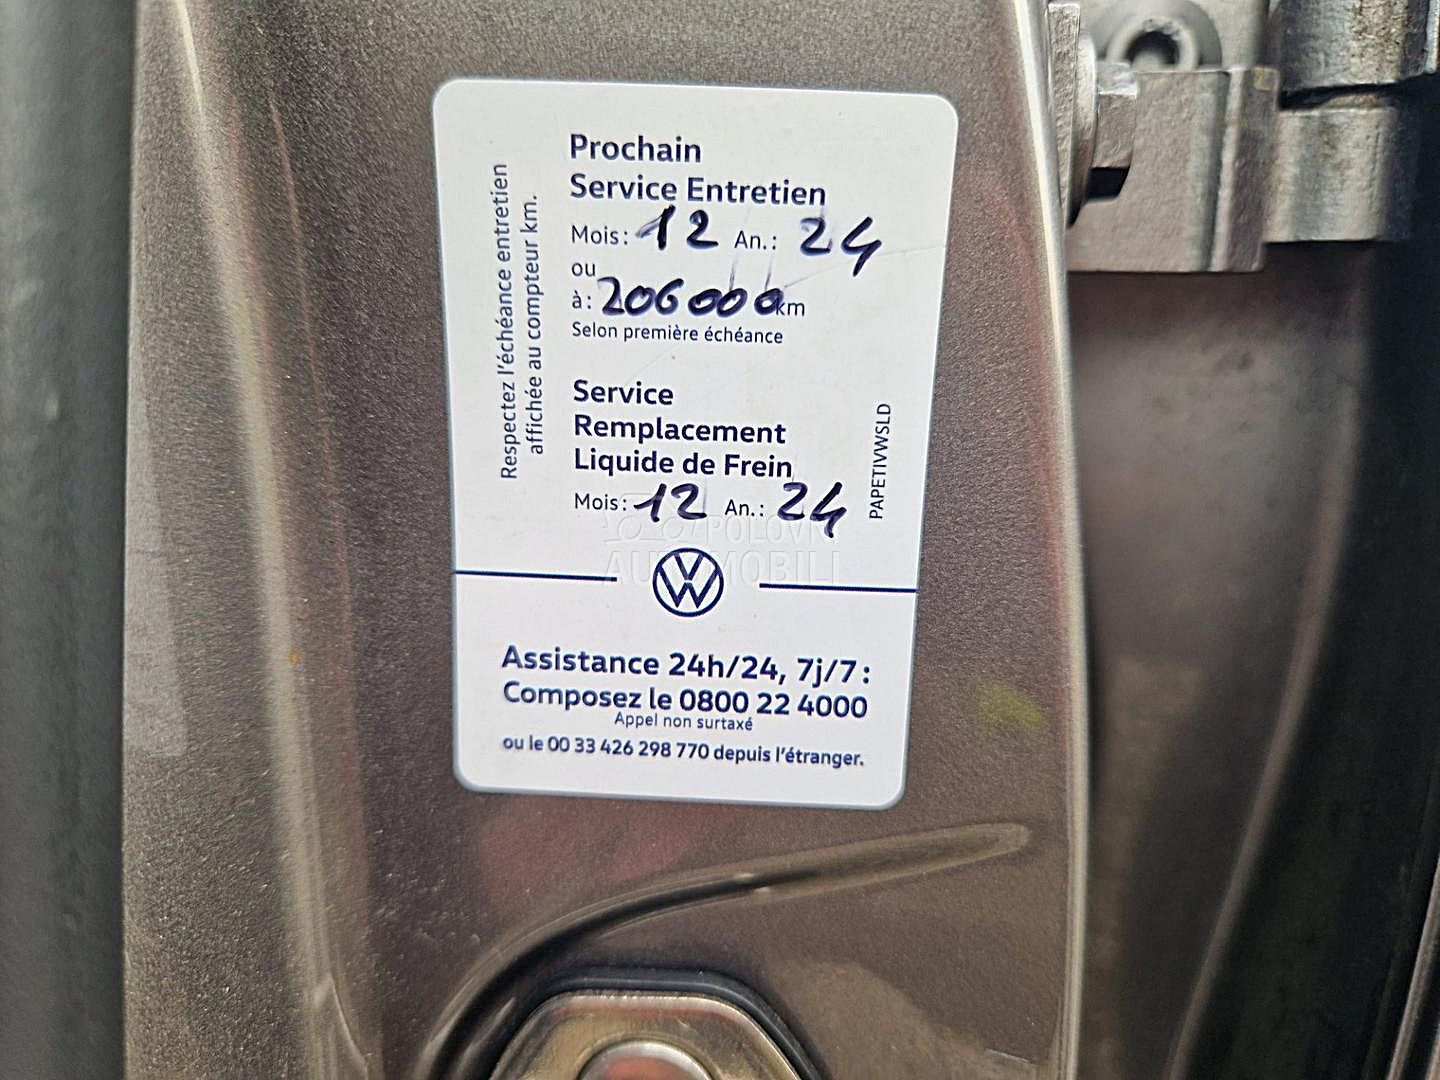 Prochain
Service Entretien
Mois: 12 An.: 24
ou
à: 206000 km
Selon première échéance
Respectez l'échéance entretien
affichée au compteur km.
Service
Remplacement
Liquide de Frein
Mois: 12 An.: 24
PAPETIVWSLD
POLOVNI
AUTOMOBILI
Assistance 24h/24, 7j/7:
Composez le 0800 22 4000
Appel non surtaxé
ou le 00 33 426 298 770 depuis l'étranger.